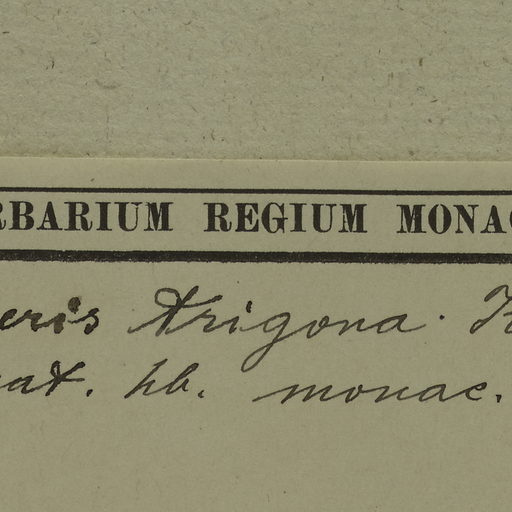 RBARIUM REGIUM MONAC
eris trigona.
at. hb. monac.